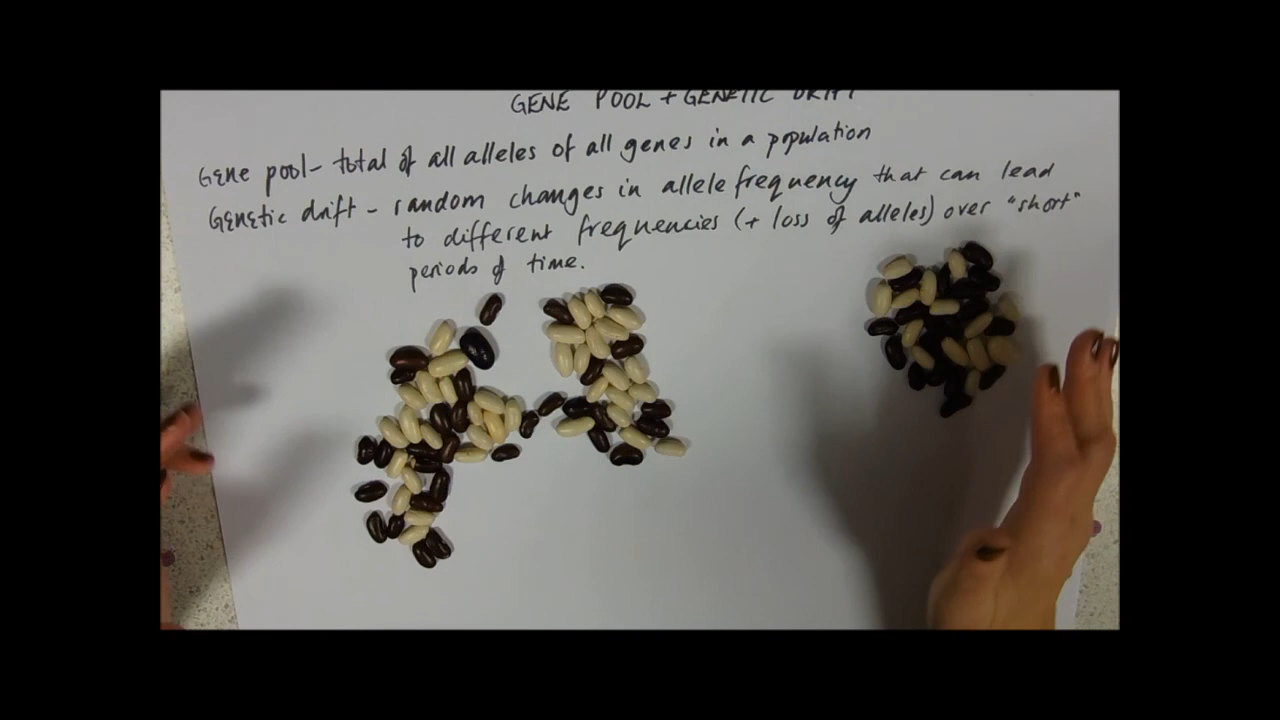 GENE POOL + GENETIC DRIFT
Gene pool - total of all alleles of all genes in a population
Genetic drift - random changes in allele frequency that can lead
to different frequencies (+ loss of alleles) over "short"
periods of time.